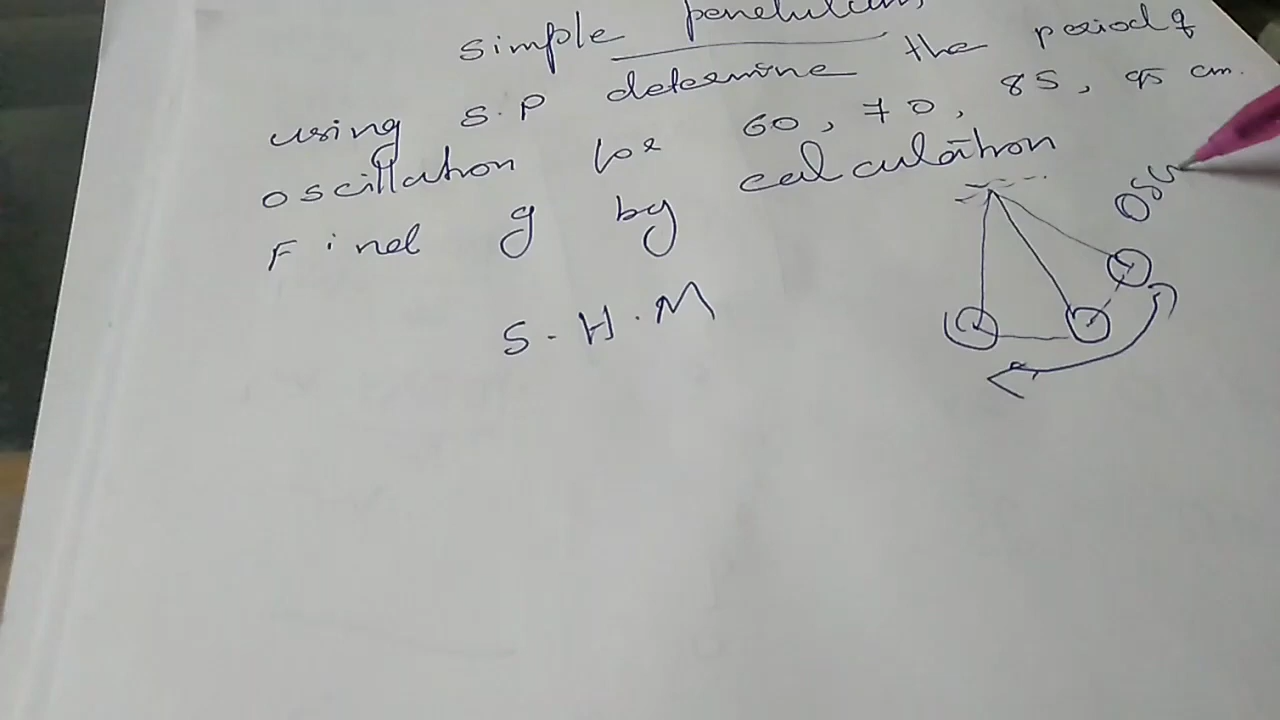 simple pendulum
using S.P determine the period of
oscillation for 60, 70, 85, 95 cm.
Find g by calculation
S.H.M